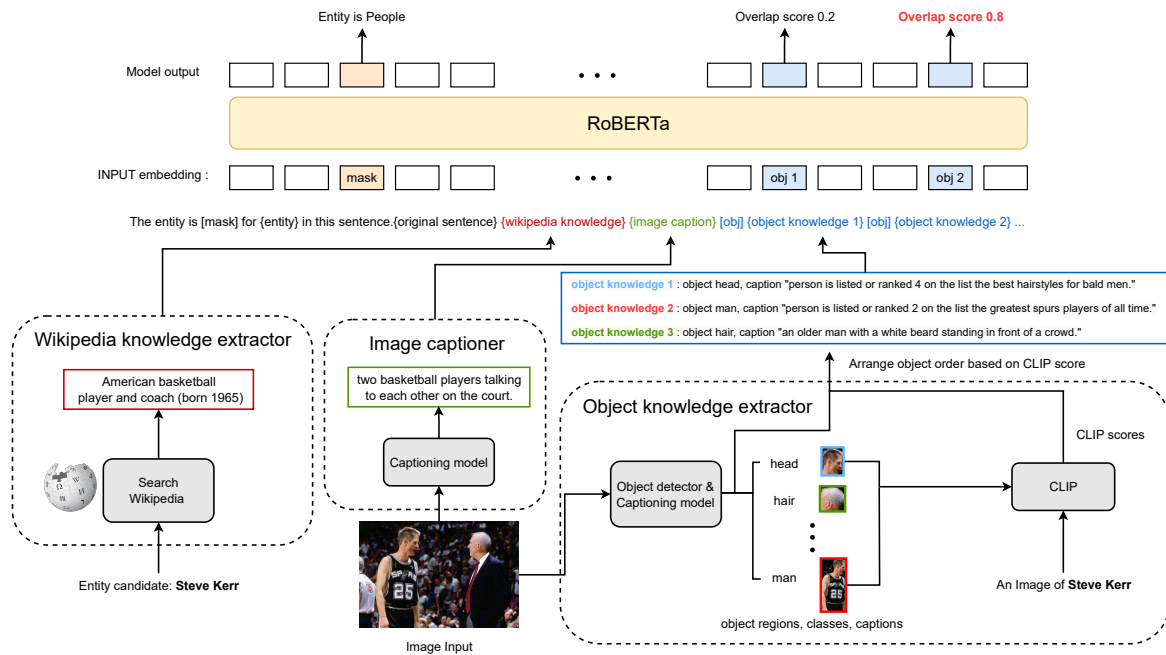 Entity is People
Overlap score 0.2
Overlap score 0.8
Model output
RoBERTa
INPUT embedding :
mask
obj 1
obj 2
The entity is [mask] for {entity} in this sentence.{original sentence} {wikipedia knowledge} {image caption} [obj] {object knowledge 1} [obj] {object knowledge 2} ...
object knowledge 1 : object head, caption "person is listed or ranked 4 on the list the best hairstyles for bald men."
object knowledge 2 : object man, caption "person is listed or ranked 2 on the list the greatest spurs players of all time."
object knowledge 3 : object hair, caption "an older man with a white beard standing in front of a crowd."
Wikipedia knowledge extractor
American basketball
player and coach (born 1965)
Search
Wikipedia
Entity candidate: Steve Kerr
Image captioner
two basketball players talking
to each other on the court.
Captioning model
SPURS
25
Image Input
Arrange object order based on CLIP score
Object knowledge extractor
CLIP scores
Object detector &
Captioning model
head
hair
man
25
CLIP
An Image of Steve Kerr
object regions, classes, captions